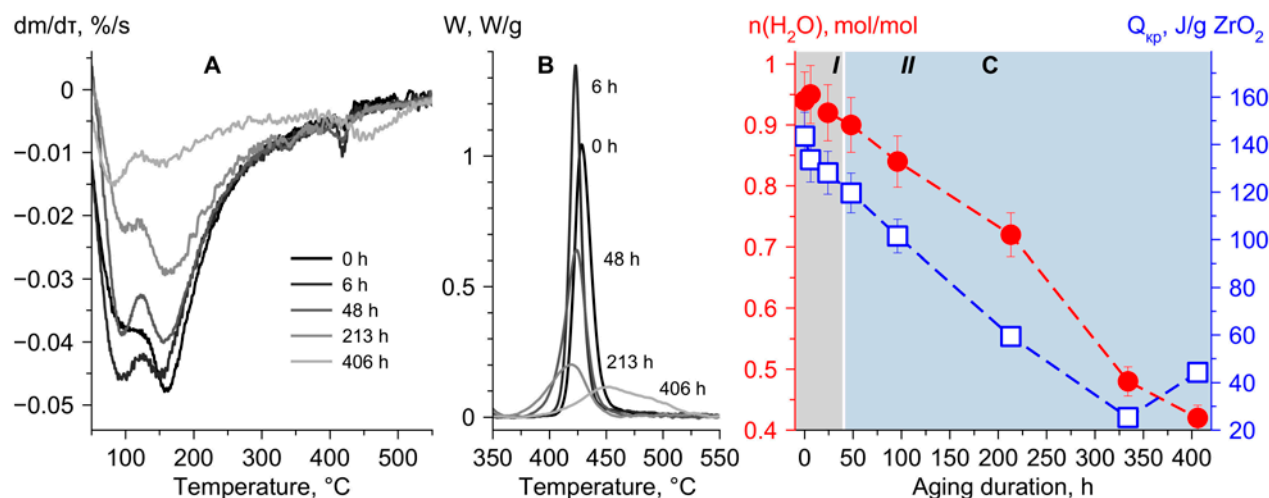 dm/dτ, %/s
A
0
−0.01
−0.02
−0.03
−0.04
−0.05
0 h
6 h
48 h
213 h
406 h
100 200 300 400 500
Temperature, °C
W, W/g
B
1
0.5
0
6 h
0 h
48 h
213 h
406 h
350 400 450 500 550
Temperature, °C
n(H₂O), mol/mol
Qкр, J/g ZrO₂
I II C
1
0.9
0.8
0.7
0.6
0.5
0.4
160
140
120
100
80
60
40
20
0 50 100 150 200 250 300 350 400
Aging duration, h